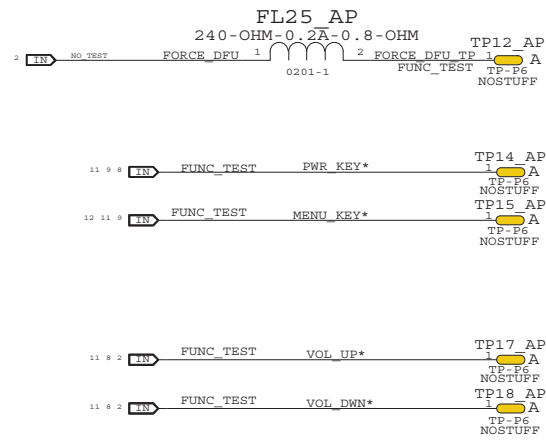 FL25_AP
240-OHM-0.2A-0.8-OHM
TP12_AP
2 IN NO_TEST FORCE_DFU 1 2 FORCE_DFU_TP 1 A
0201-1 FUNC_TEST TP-P6
NOSTUFF
TP14_AP
11 9 8 IN FUNC_TEST PWR_KEY* 1 A
TP-P6
NOSTUFF
TP15_AP
12 11 9 IN FUNC_TEST MENU_KEY* 1 A
TP-P6
NOSTUFF
TP17_AP
11 8 2 IN FUNC_TEST VOL_UP* 1 A
TP-P6
NOSTUFF
TP18_AP
11 8 2 IN FUNC_TEST VOL_DWN* 1 A
TP-P6
NOSTUFF